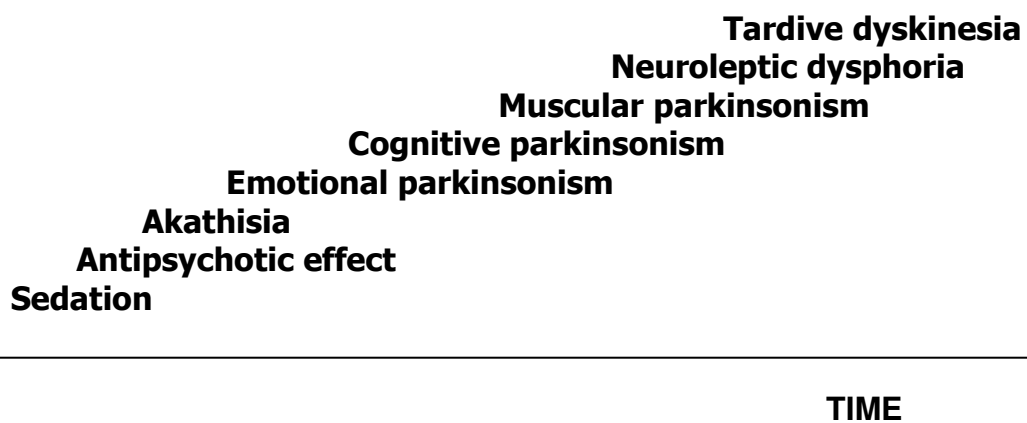 Tardive dyskinesia
Neuroleptic dysphoria
Muscular parkinsonism
Cognitive parkinsonism
Emotional parkinsonism
Akathisia
Antipsychotic effect
Sedation
TIME